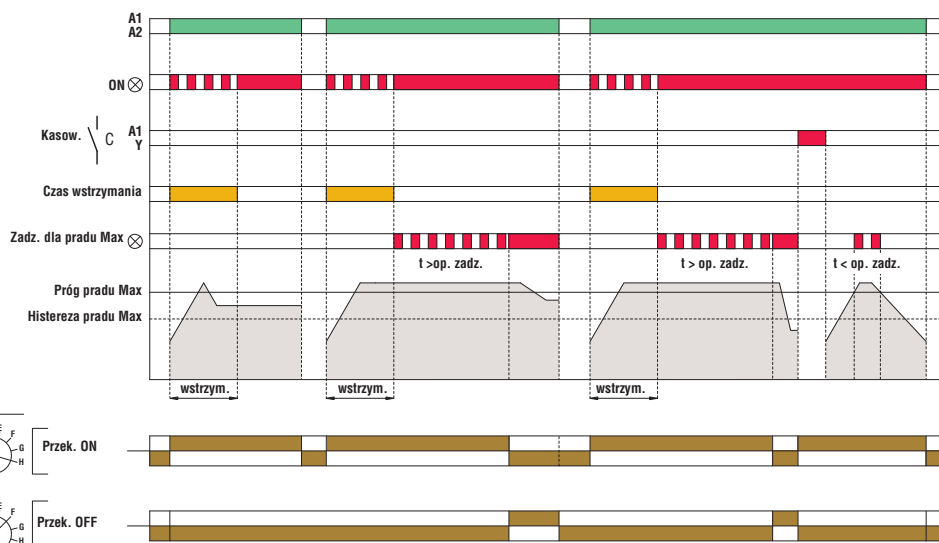 A1
A2
ON
Kasow. C A1
Y
Czas wstrzymania
Zadz. dla pradu Max
t >op. zadz. t > op. zadz. t < op. zadz.
Próg pradu Max
Histereza pradu Max
wstrzym. wstrzym. wstrzym.
E
F
G
H
Przek. ON
E
F
G
H
Przek. OFF